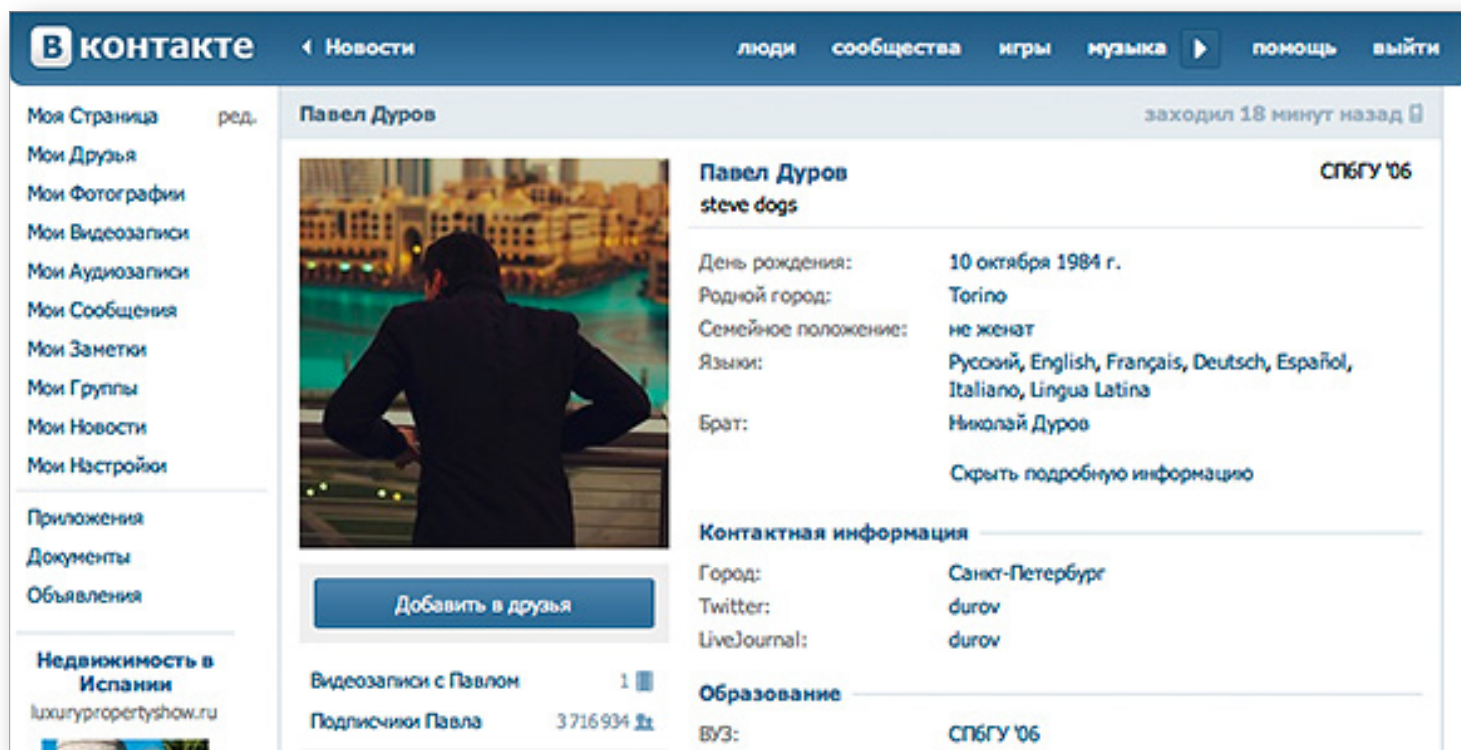 В контакте
Новости
люди сообщества игры музыка помощь выйти
Моя Страница ред.
Мои Друзья
Мои Фотографии
Мои Видеозаписи
Мои Аудиозаписи
Мои Сообщения
Мои Заметки
Мои Группы
Мои Новости
Мои Настройки
Приложения
Документы
Объявления
Недвижимость в
Испании
luxurypropertyshow.ru
Павел Дуров заходил 18 минут назад
Добавить в друзья
Видеозаписи с Павлом 1
Подписчики Павла 3 716 934
Павел Дуров СПбГУ '06
steve dogs
День рождения: 10 октября 1984 г.
Родной город: Torino
Семейное положение: не женат
Языки: Русский, English, Français, Deutsch, Español,
Italiano, Lingua Latina
Брат: Николай Дуров
Скрыть подробную информацию
Контактная информация
Город: Санкт-Петербург
Twitter: durov
LiveJournal: durov
Образование
ВУЗ: СПбГУ '06